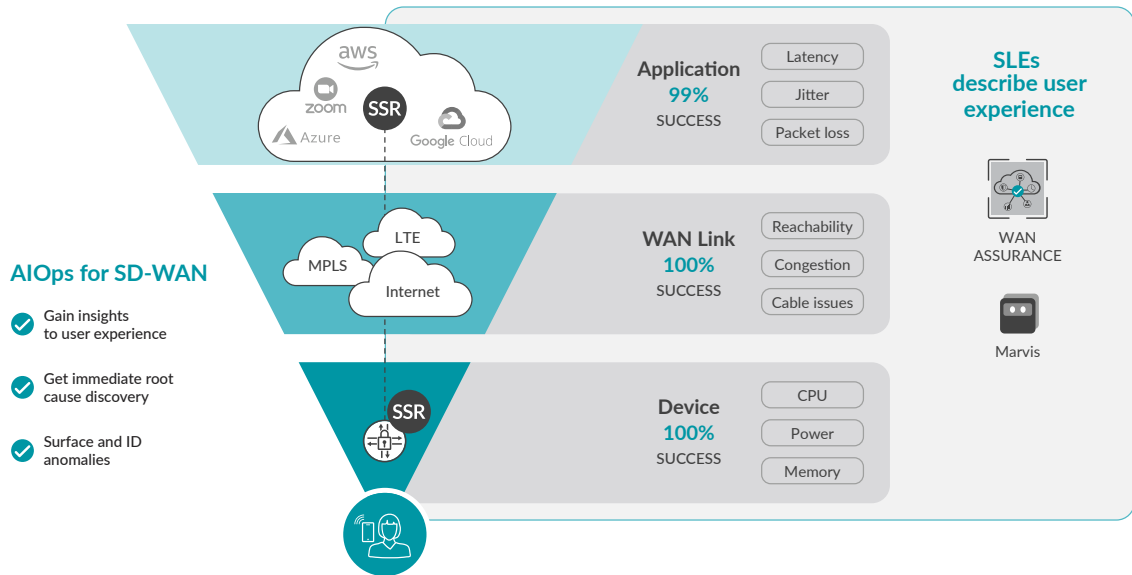 AIOps for SD-WAN
Gain insights
to user experience
Get immediate root
cause discovery
Surface and ID
anomalies
aws
zoom
SSR
Azure
Google Cloud
LTE
MPLS
Internet
SSR
Application
99%
SUCCESS
Latency
Jitter
Packet loss
WAN Link
100%
SUCCESS
Reachability
Congestion
Cable issues
Device
100%
SUCCESS
CPU
Power
Memory
SLEs
describe user
experience
WAN
ASSURANCE
Marvis